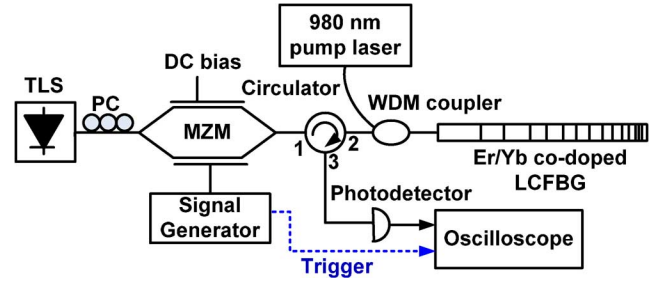 980 nm
pump laser
DC bias
Circulator
TLS
PC
WDM coupler
MZM
1
2
3
Er/Yb co-doped
LCFBG
Photodetector
Signal
Generator
Oscilloscope
Trigger